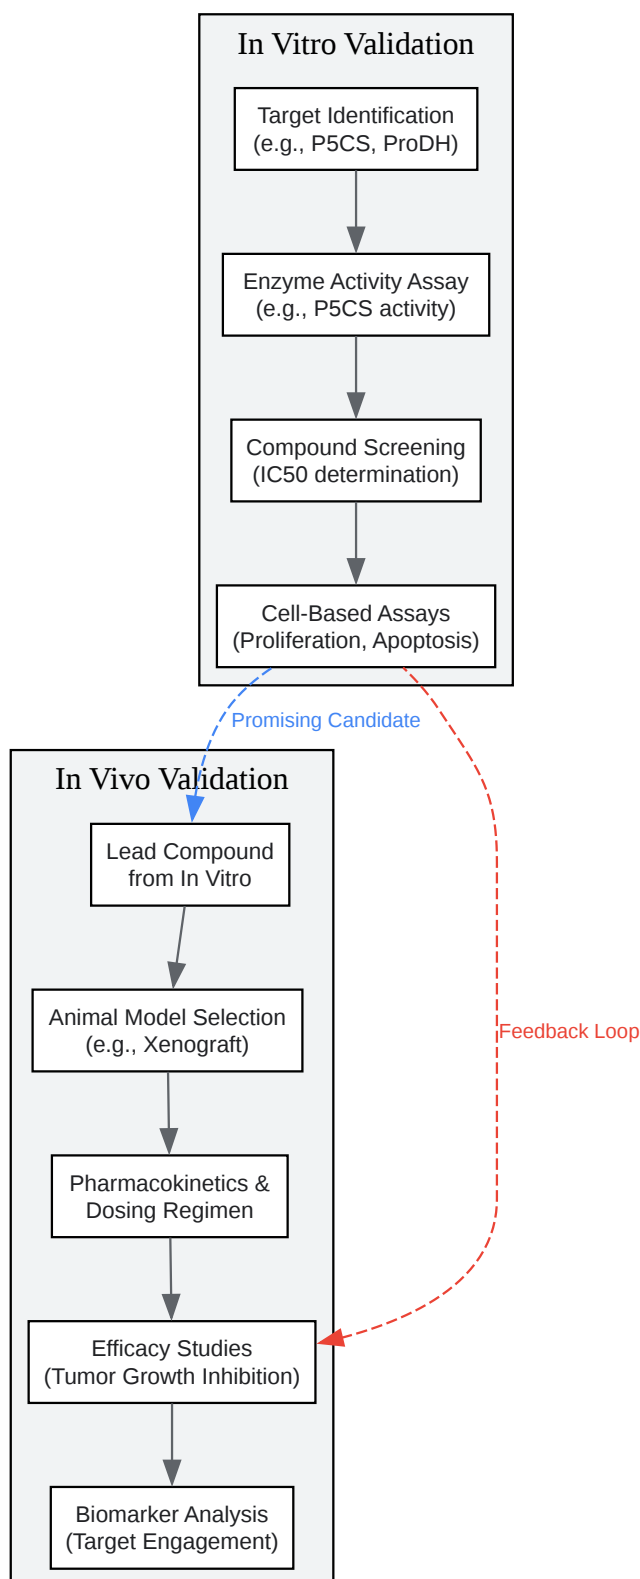 In Vitro Validation
Target Identification
(e.g., P5CS, ProDH)
Enzyme Activity Assay
(e.g., P5CS activity)
Compound Screening
(IC50 determination)
Cell-Based Assays
(Proliferation, Apoptosis)
Promising Candidate
In Vivo Validation
Lead Compound
from In Vitro
Animal Model Selection
(e.g., Xenograft)
Feedback Loop
Pharmacokinetics &
Dosing Regimen
Efficacy Studies
(Tumor Growth Inhibition)
Biomarker Analysis
(Target Engagement)